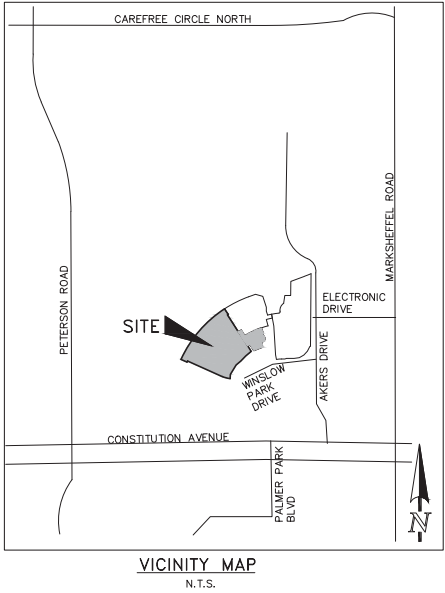 CAREFREE CIRCLE NORTH
MARKSHEFFEL ROAD
PETERSON ROAD
ELECTRONIC
DRIVE
SITE
AKERS DRIVE
WINSLOW
PARK
DRIVE
CONSTITUTION AVENUE
PALMER PARK
BLVD
N
VICINITY MAP
N.T.S.